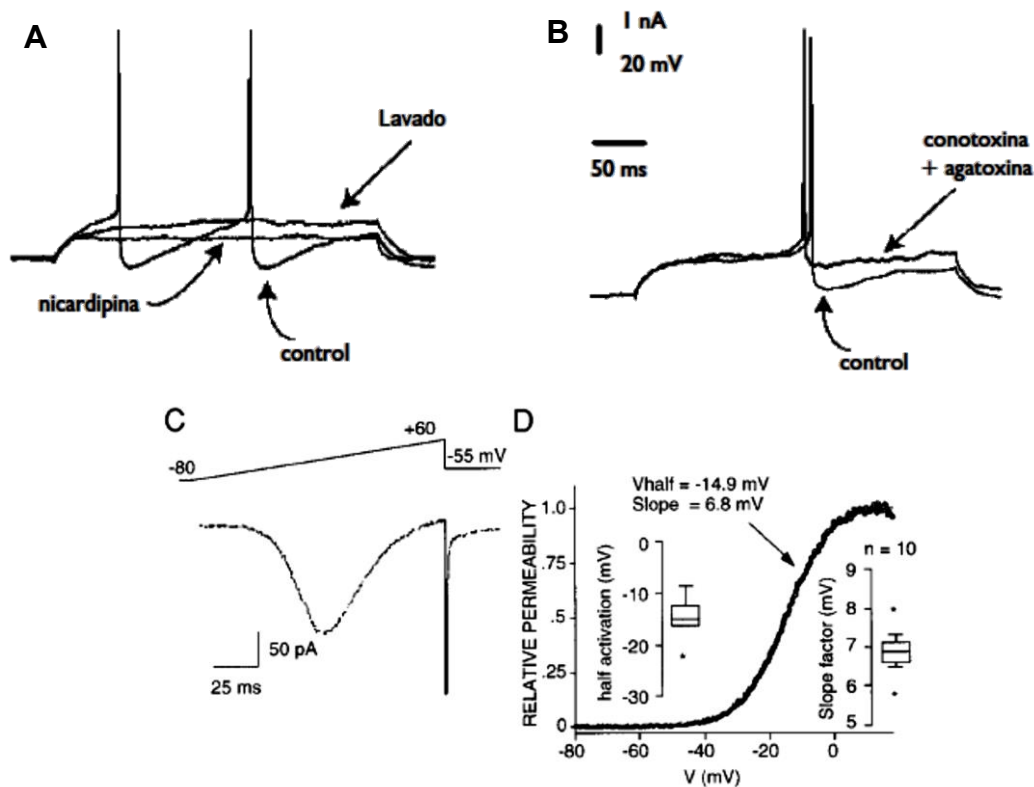 A
Lavado
nicardipina
control
B
1 nA
20 mV
50 ms
conotoxina
+ agatoxina
control
C
-80
+60
-55 mV
50 pA
25 ms
D
Vhalf = -14.9 mV
Slope = 6.8 mV
n = 10
RELATIVE PERMEABILITY
1.0
.75
.5
.25
0
half activation (mV)
0
-10
-20
-30
Slope factor (mV)
9
8
7
6
5
-80
-60
-40
-20
0
V (mV)